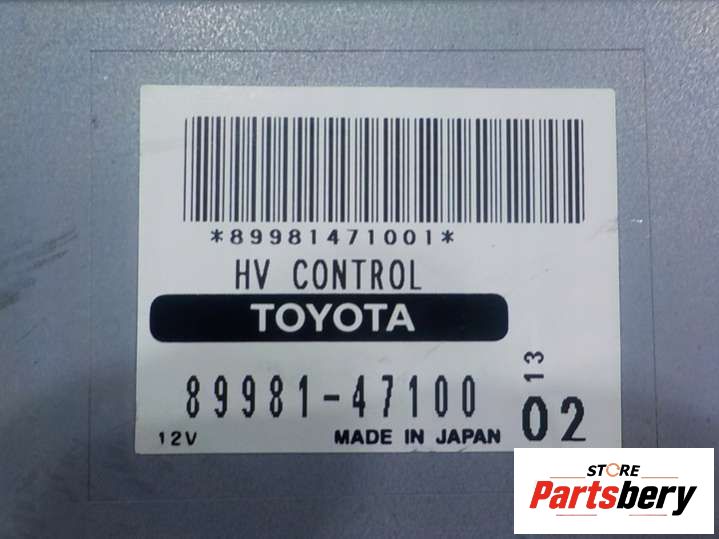 *89981471001*
HV CONTROL
TOYOTA
89981-47100
13
02
12V MADE IN JAPAN
STORE
Partsbery